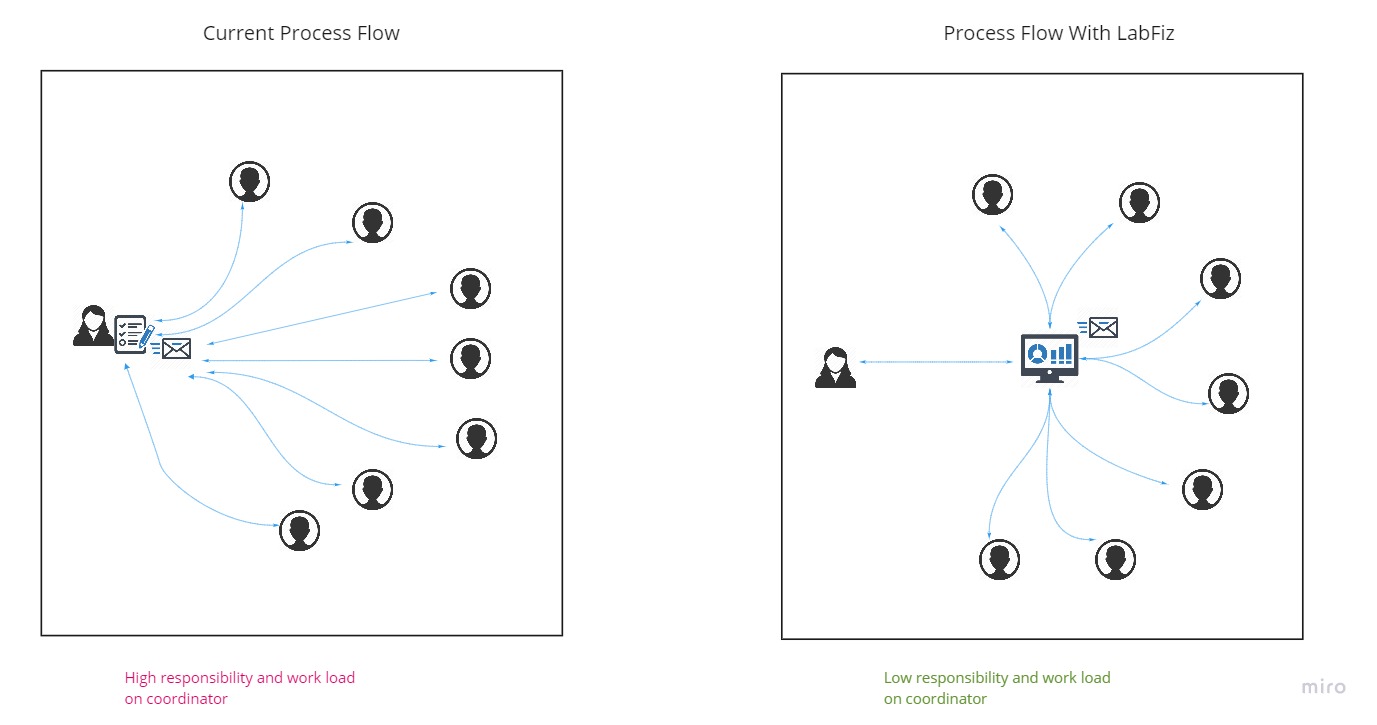 Current Process Flow
Process Flow With LabFiz
High responsibility and work load
on coordinator
Low responsibility and work load
on coordinator
miro